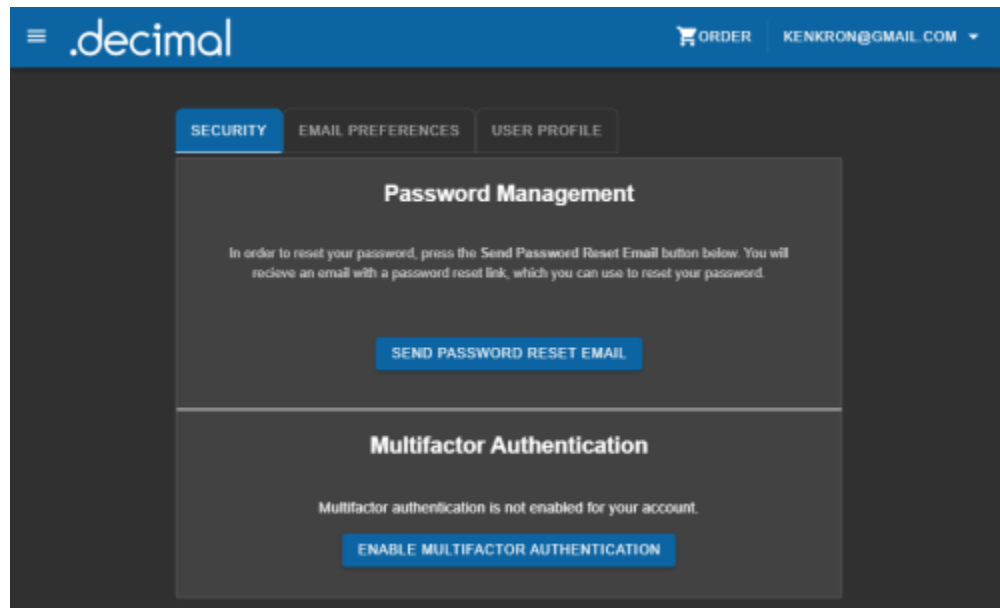 .decimal
ORDER
KENKRON@GMAIL.COM
SECURITY
EMAIL PREFERENCES
USER PROFILE
Password Management
In order to reset your password, press the Send Password Reset Email button below. You will
recieve an email with a password reset link, which you can use to reset your password.
SEND PASSWORD RESET EMAIL
Multifactor Authentication
Multifactor authentication is not enabled for your account.
ENABLE MULTIFACTOR AUTHENTICATION